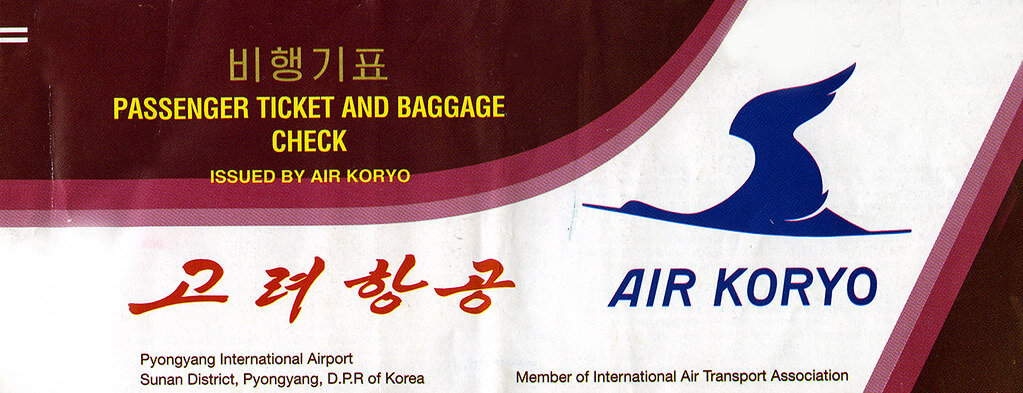 비행기표
PASSENGER TICKET AND BAGGAGE
CHECK
ISSUED BY AIR KORYO
고려항공
AIR KORYO
Pyongyang International Airport
Sunan District, Pyongyang, D.P.R of Korea
Member of International Air Transport Association